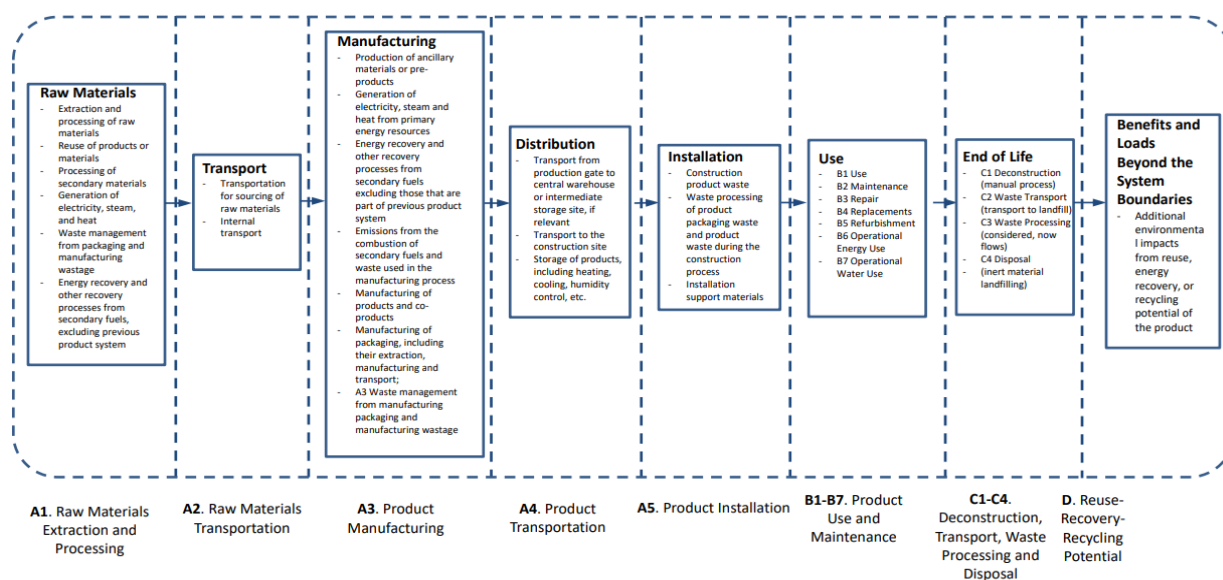 Raw Materials
- Extraction and
processing of raw
materials
- Reuse of products or
materials
- Processing of
secondary materials
- Generation of
electricity, steam,
and heat
- Waste management
from packaging and
manufacturing
wastage
- Energy recovery and
other recovery
processes from
secondary fuels,
excluding previous
product system
Transport
- Transportation
for sourcing of
raw materials
- Internal
transport
Manufacturing
- Production of ancillary
materials or pre-
products
- Generation of
electricity, steam and
heat from primary
energy resources
- Energy recovery and
other recovery
processes from
secondary fuels
excluding those that are
part of previous product
system
- Emissions from the
combustion of
secondary fuels and
waste used in the
manufacturing process
- Manufacturing of
products and co-
products
- Manufacturing of
packaging, including
their extraction,
manufacturing and
transport;
- A3 Waste management
from manufacturing
packaging and
manufacturing wastage
Distribution
- Transport from
production gate to
central warehouse
or intermediate
storage site, if
relevant
- Transport to the
construction site
- Storage of products,
including heating,
cooling, humidity
control, etc.
Installation
- Construction
product waste
- Waste processing of
product
packaging waste and
product
waste during the
construction
process
- Installation
support materials
Use
- B1 Use
- B2 Maintenance
- B3 Repair
- B4 Replacements
- B5 Refurbishment
- B6 Operational
Energy Use
- B7 Operational
Water Use
End of Life
- C1 Deconstruction
(manual process)
- C2 Waste Transport
(transport to landfill)
- C3 Waste Processing
(considered, now
flows)
- C4 Disposal
- (inert material
landfilling)
Benefits and
Loads
Beyond the
System
Boundaries
- Additional
environmenta
l impacts
from reuse,
energy
recovery, or
recycling
potential of
the product
A1. Raw Materials
Extraction and
Processing
A2. Raw Materials
Transportation
A3. Product
Manufacturing
A4. Product
Transportation
A5. Product Installation
B1-B7. Product
Use and
Maintenance
C1-C4.
Deconstruction,
Transport, Waste
Processing and
Disposal
D. Reuse-
Recovery-
Recycling
Potential